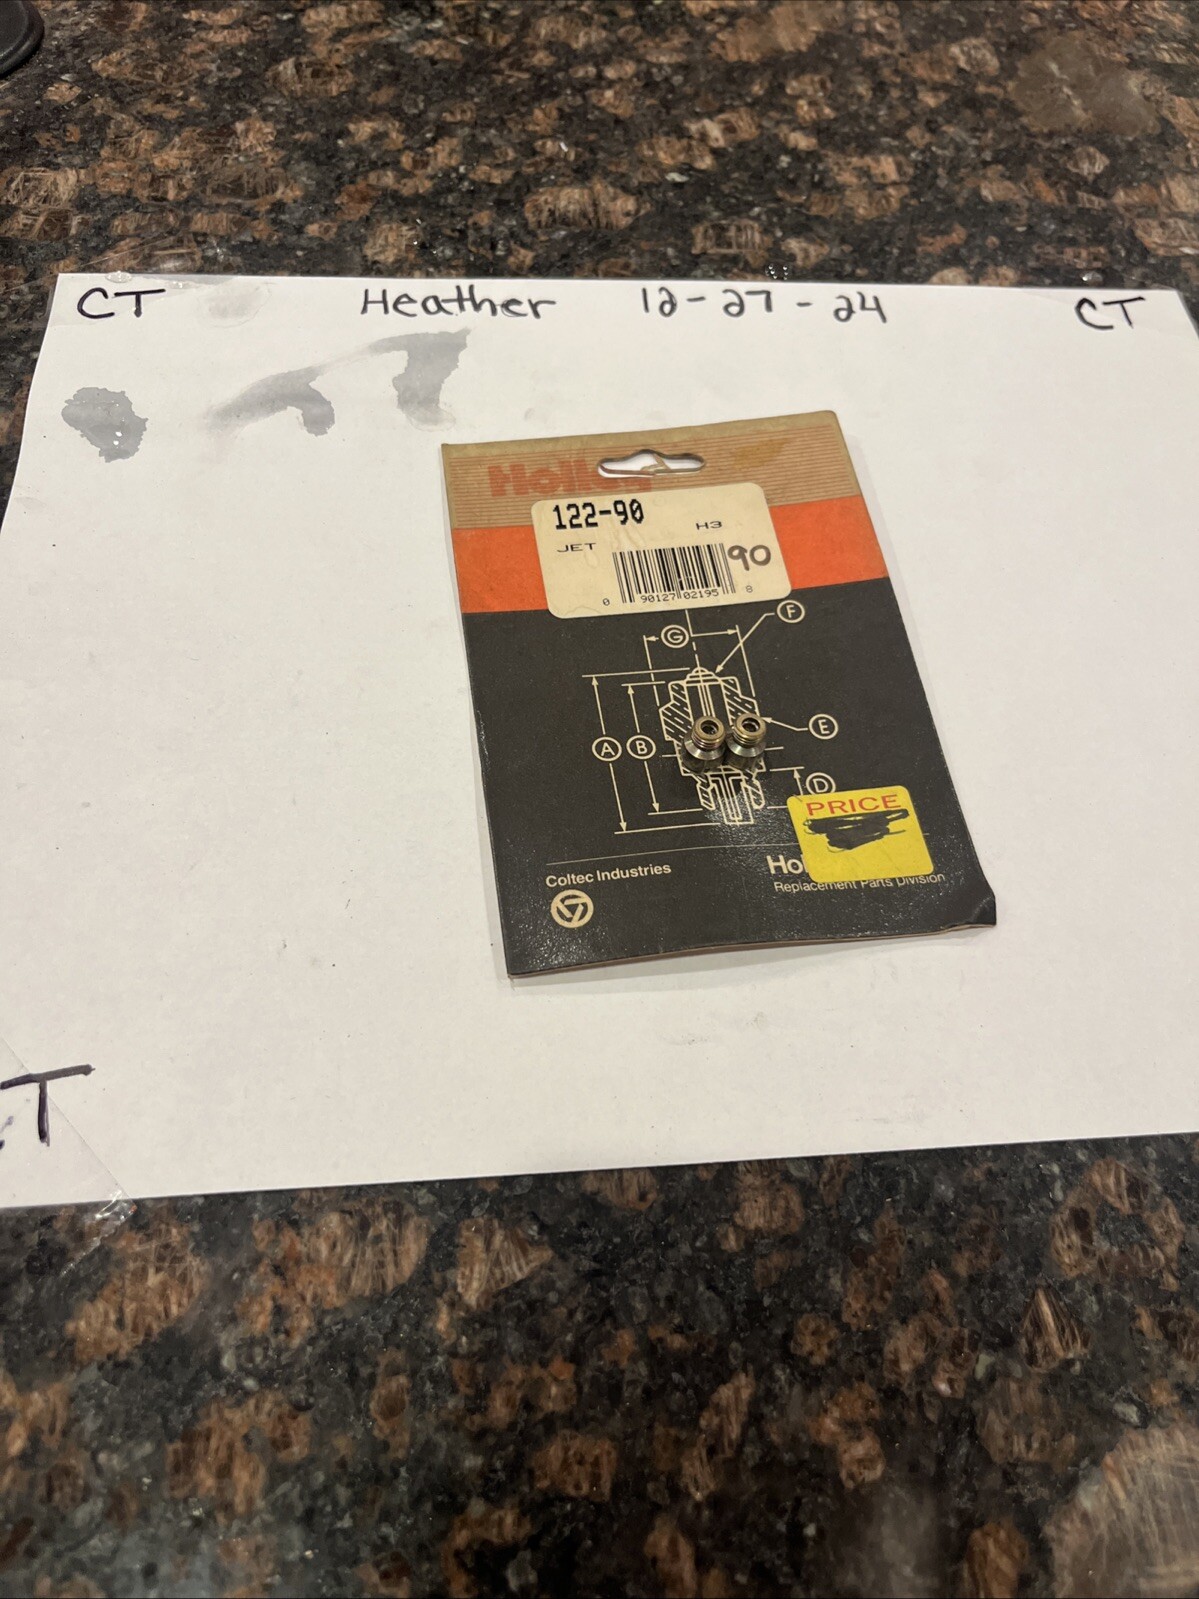 CT Heather 12-27-24 CT
Holley
122-90
H3
JET
90
0 90127 02195 8
F
G
E
A B
D
PRICE
Coltec Industries
Hol
Replacement Parts Division
T